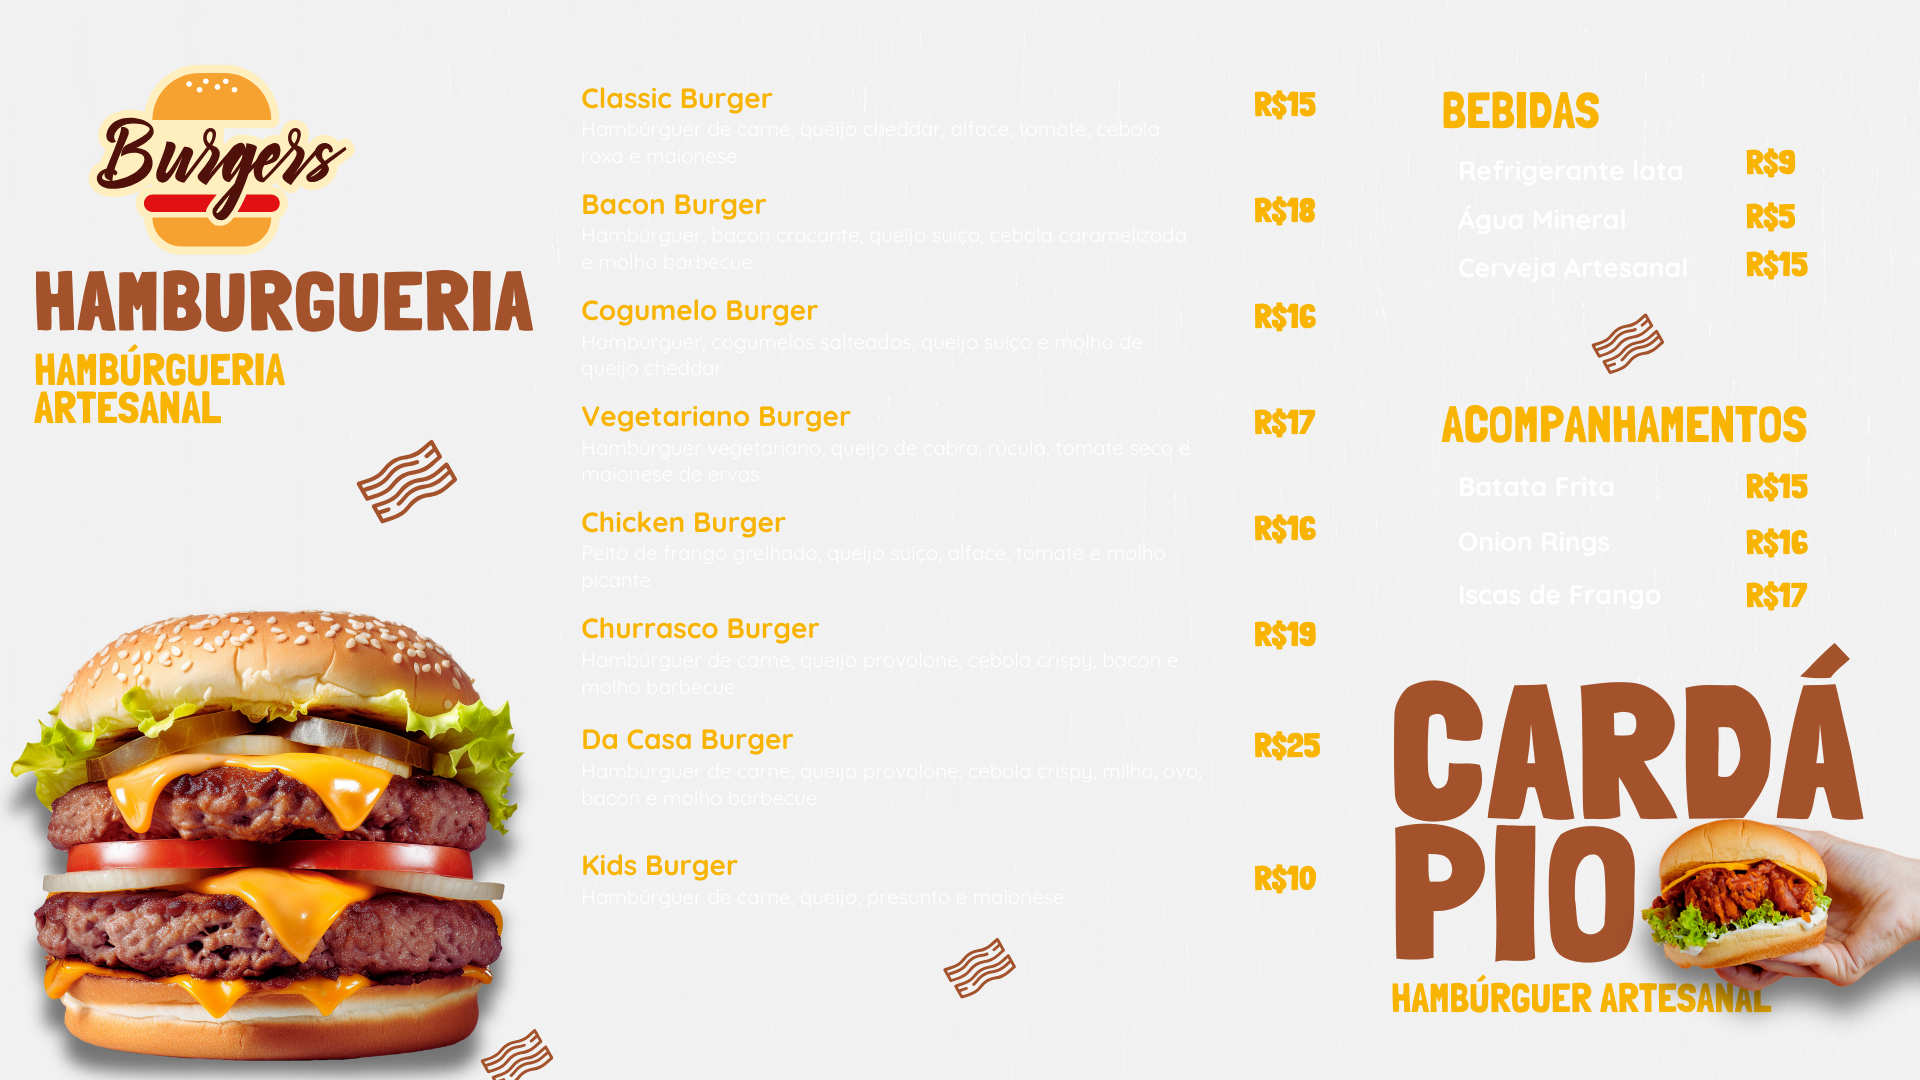 Burgers
HAMBURGUERIA
HAMBÚRGUERIA
ARTESANAL
Classic Burger R$15
Hambúrguer de carne, queijo cheddar, alface, tomate, cebola
roxa e maionese
Bacon Burger R$18
Hambúrguer, bacon crocante, queijo suíço, cebola caramelizada
e molho barbecue
Cogumelo Burger R$16
Hambúrguer, cogumelos salteados, queijo suíço e molho de
queijo cheddar
Vegetariano Burger R$17
Hambúrguer vegetariano, queijo de cabra, rúcula, tomate seco e
maionese de ervas
Chicken Burger R$16
Peito de frango grelhado, queijo suíço, alface, tomate e molho
picante
Churrasco Burger R$19
Hambúrguer de carne, queijo provolone, cebola crispy, bacon e
molho barbecue
Da Casa Burger R$25
Hambúrguer de carne, queijo provolone, cebola crispy, milho, ovo,
bacon e molho barbecue
Kids Burger R$10
Hambúrguer de carne, queijo, presunto e maionese
BEBIDAS
Refrigerante lata R$9
Água Mineral R$5
Cerveja Artesanal R$15
ACOMPANHAMENTOS
Batata Frita R$15
Onion Rings R$16
Iscas de Frango R$17
CARDÁ
PIO
HAMBÚRGUER ARTESANAL